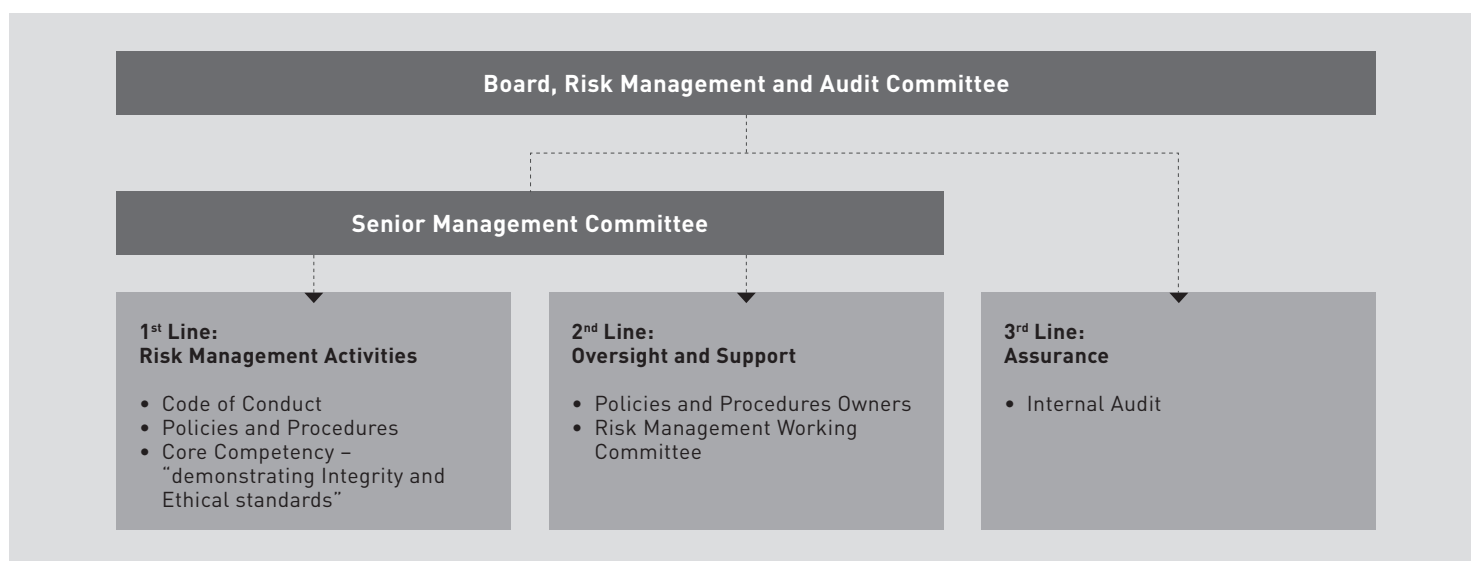 Board, Risk Management and Audit Committee
Senior Management Committee
1st Line:
Risk Management Activities
• Code of Conduct
• Policies and Procedures
• Core Competency –
“demonstrating Integrity and
Ethical standards”
2nd Line:
Oversight and Support
• Policies and Procedures Owners
• Risk Management Working
Committee
3rd Line:
Assurance
• Internal Audit